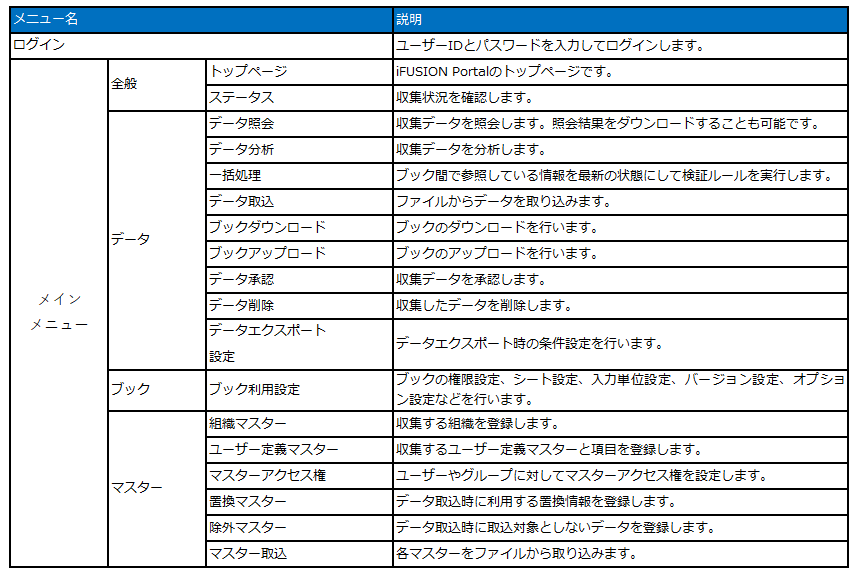 メニュー名 説明
ログイン ユーザーIDとパスワードを入力してログインします。
メイン
メニュー
全般
トップページ iFUSION Portalのトップページです。
ステータス 収集状況を確認します。
データ
データ照会 収集データを照会します。照会結果をダウンロードすることも可能です。
データ分析 収集データを分析します。
一括処理 ブック間で参照している情報を最新の状態にして検証ルールを実行します。
データ取込 ファイルからデータを取り込みます。
ブックダウンロード ブックのダウンロードを行います。
ブックアップロード ブックのアップロードを行います。
データ承認 収集データを承認します。
データ削除 収集したデータを削除します。
データエクスポート
設定
データエクスポート時の条件設定を行います。
ブック
ブック利用設定
ブックの権限設定、シート設定、入力単位設定、バージョン設定、オプショ
ン設定などを行います。
マスター
組織マスター 収集する組織を登録します。
ユーザー定義マスター 収集するユーザー定義マスターと項目を登録します。
マスターアクセス権 ユーザーやグループに対してマスターアクセス権を設定します。
置換マスター データ取込時に利用する置換情報を登録します。
除外マスター データ取込時に取込対象としないデータを登録します。
マスター取込 各マスターをファイルから取り込みます。